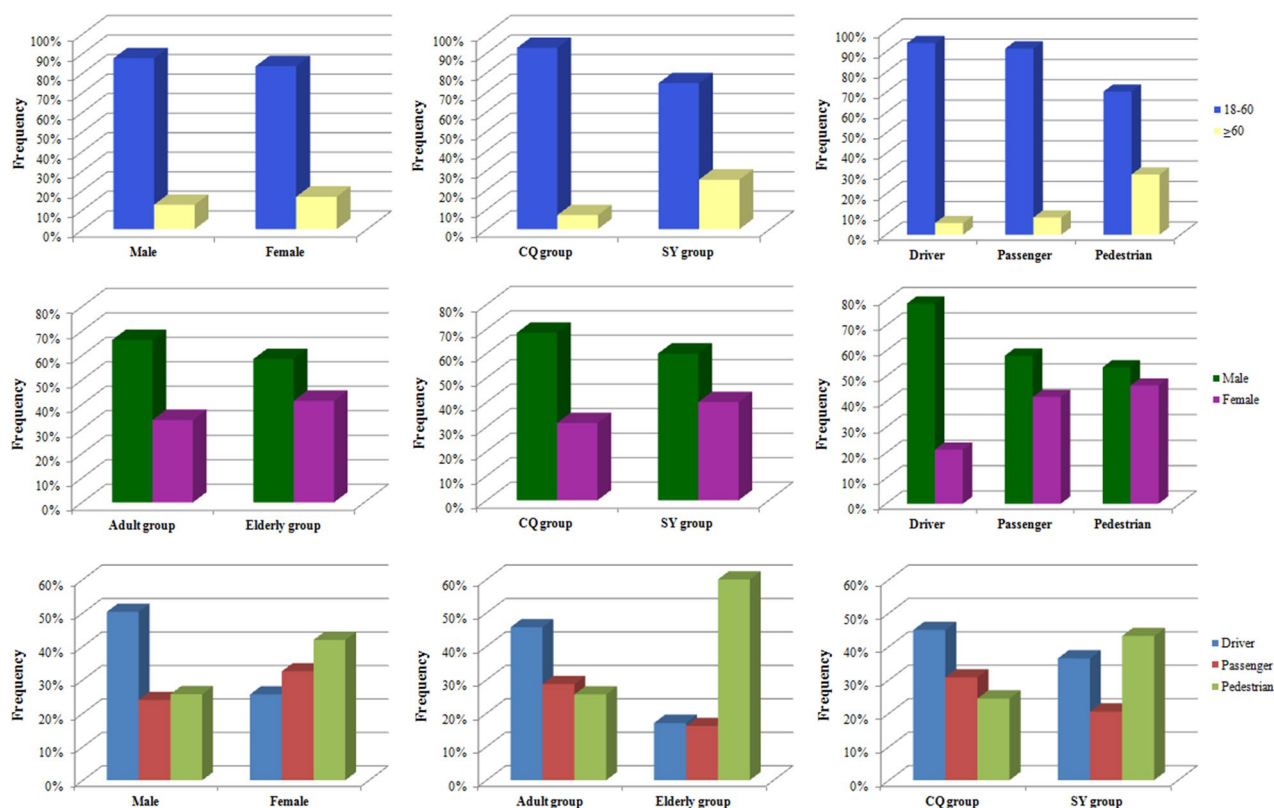 100%
90%
80%
70%
60%
50%
40%
30%
20%
10%
0%
Frequency
Male
Female
100%
90%
80%
70%
60%
50%
40%
30%
20%
10%
0%
Frequency
CQ group
SY group
100%
90%
80%
70%
60%
50%
40%
30%
20%
10%
0%
Frequency
Driver
Passenger
Pedestrian
18-60
≥60
80%
70%
60%
50%
40%
30%
20%
10%
0%
Frequency
Adult group
Elderly group
80%
70%
60%
50%
40%
30%
20%
10%
0%
Frequency
CQ group
SY group
80%
70%
60%
50%
40%
30%
20%
10%
0%
Frequency
Driver
Passenger
Pedestrian
Male
Female
60%
50%
40%
30%
20%
10%
0%
Frequency
Male
Female
60%
50%
40%
30%
20%
10%
0%
Frequency
Adult group
Elderly group
60%
50%
40%
30%
20%
10%
0%
Frequency
CQ group
SY group
Driver
Passenger
Pedestrian